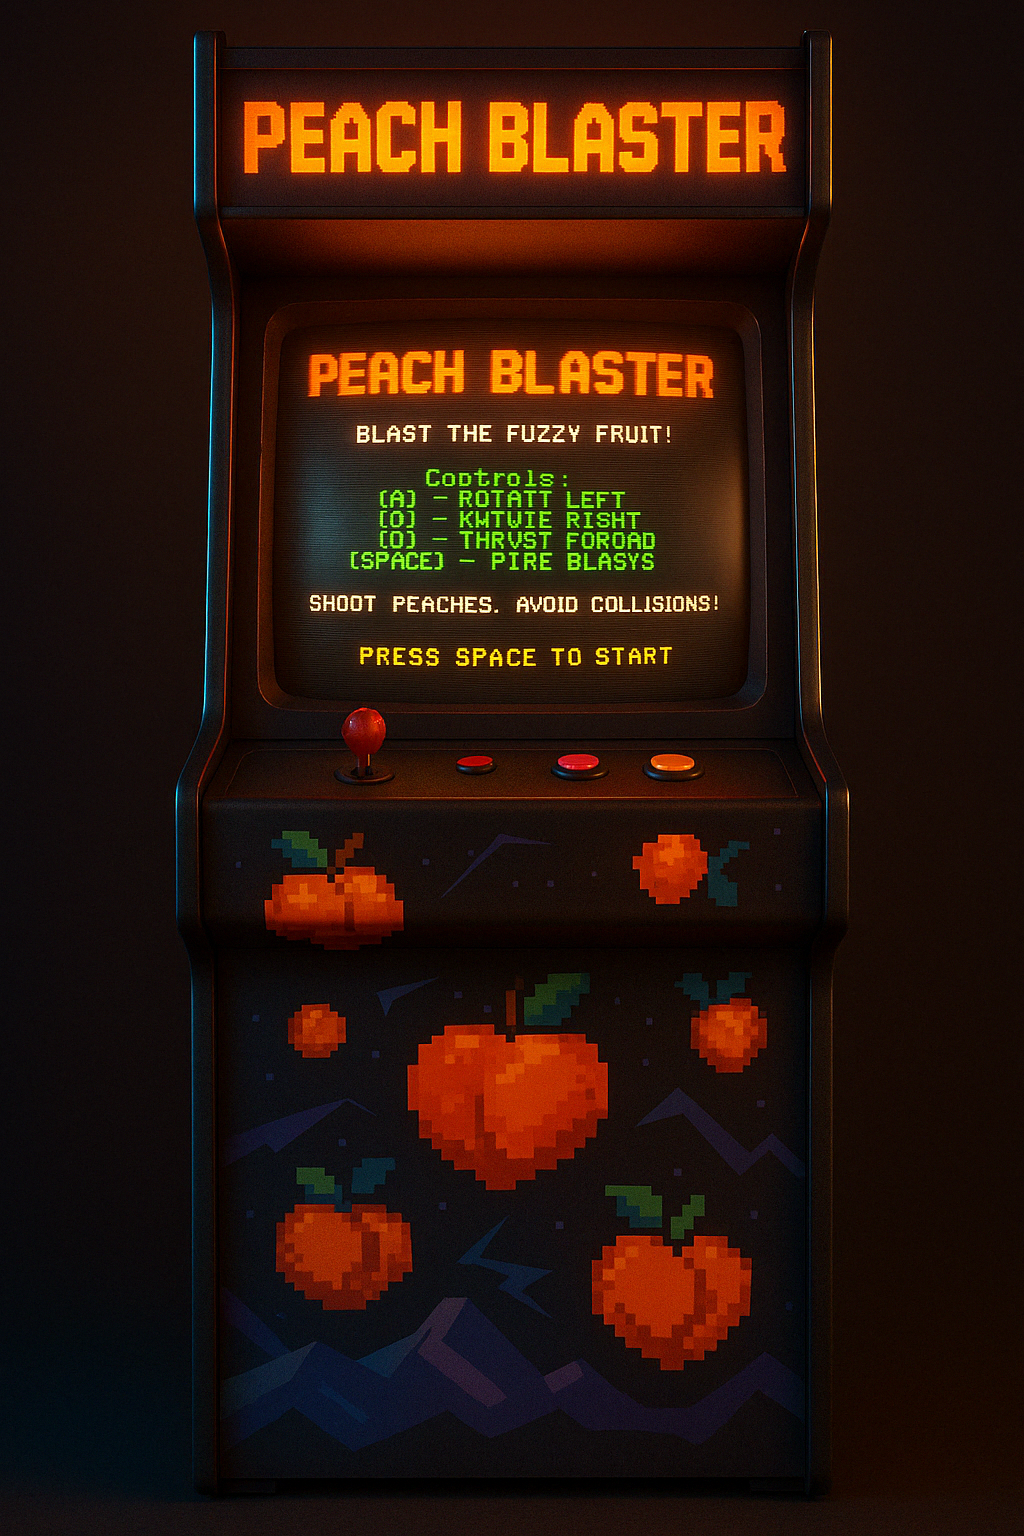 PEACH BLASTER
PEACH BLASTER
BLAST THE FUZZY FRUIT!
Coptrols:
(A) – ROTATT LEFT
(O) – KWTWIE RISHT
(O) – THRVST FOROAD
(SPACE) – PIRE BLASYS
SHOOT PEACHES. AVOID COLLISIONS!
PRESS SPACE TO START